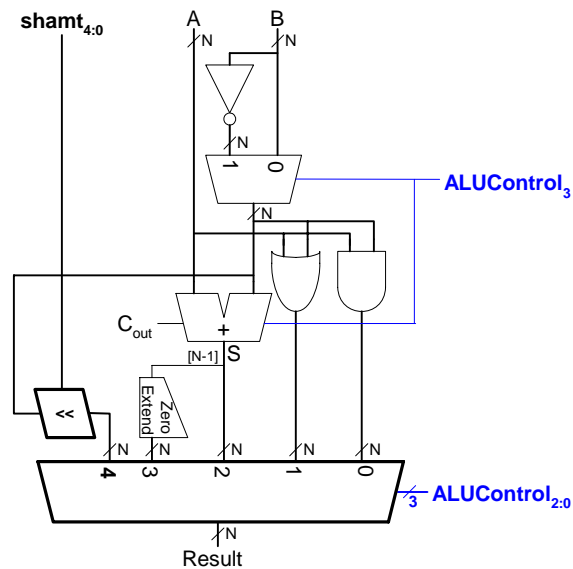 shamt4:0
A
B
N
N
N
1
0
ALUControl3
N
Cout
+
[N-1]
S
Zero
Extend
<<
N
N
N
N
N
4
3
2
1
0
3
ALUControl2:0
N
Result